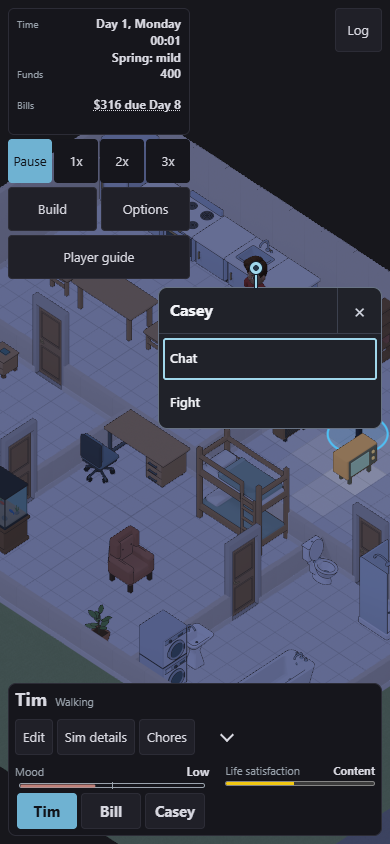 Time Day 1, Monday
00:01
Spring: mild
Funds 400
Bills $316 due Day 8
Log
Pause 1x 2x 3x
Build Options
Player guide
Casey ×
Chat
Fight
Tim Walking
Edit Sim details Chores
Mood Low Life satisfaction Content
Tim Bill Casey